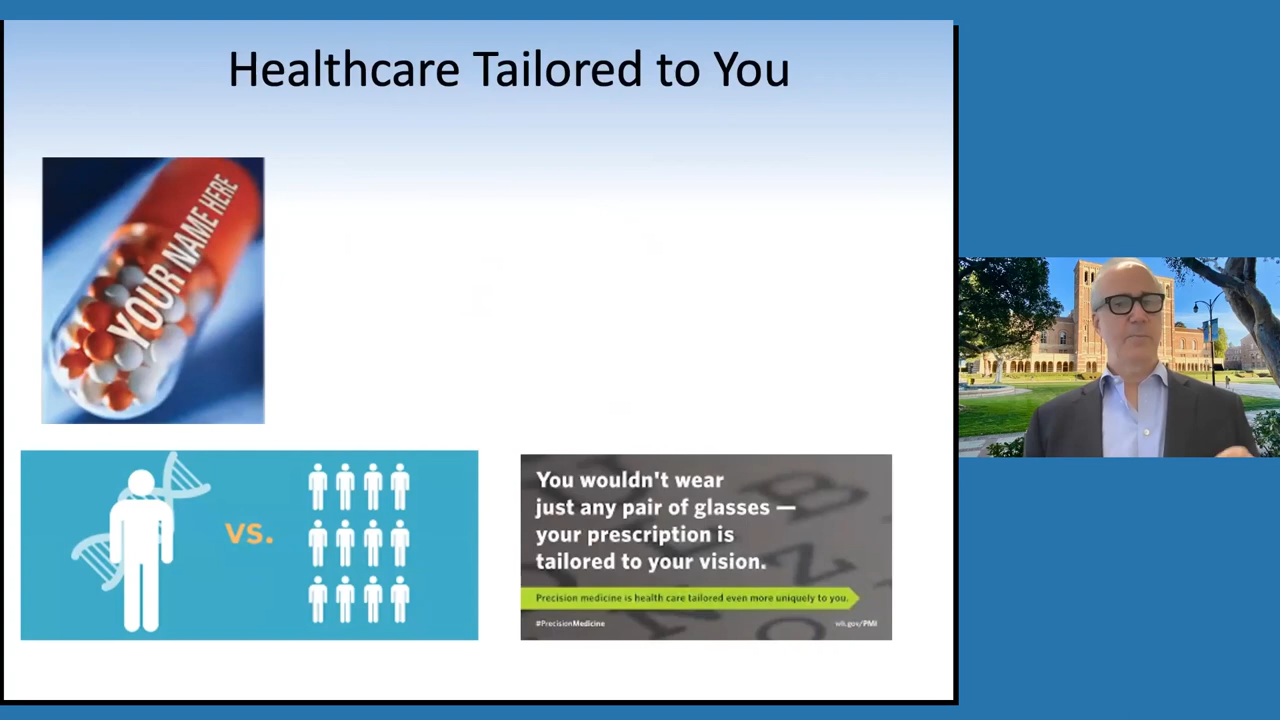 Healthcare Tailored to You
YOUR NAME HERE
vs.
You wouldn't wear
just any pair of glasses —
your prescription is
tailored to your vision.
Precision medicine is health care tailored even more uniquely to you.
#PrecisionMedicine
wh.gov/PMI